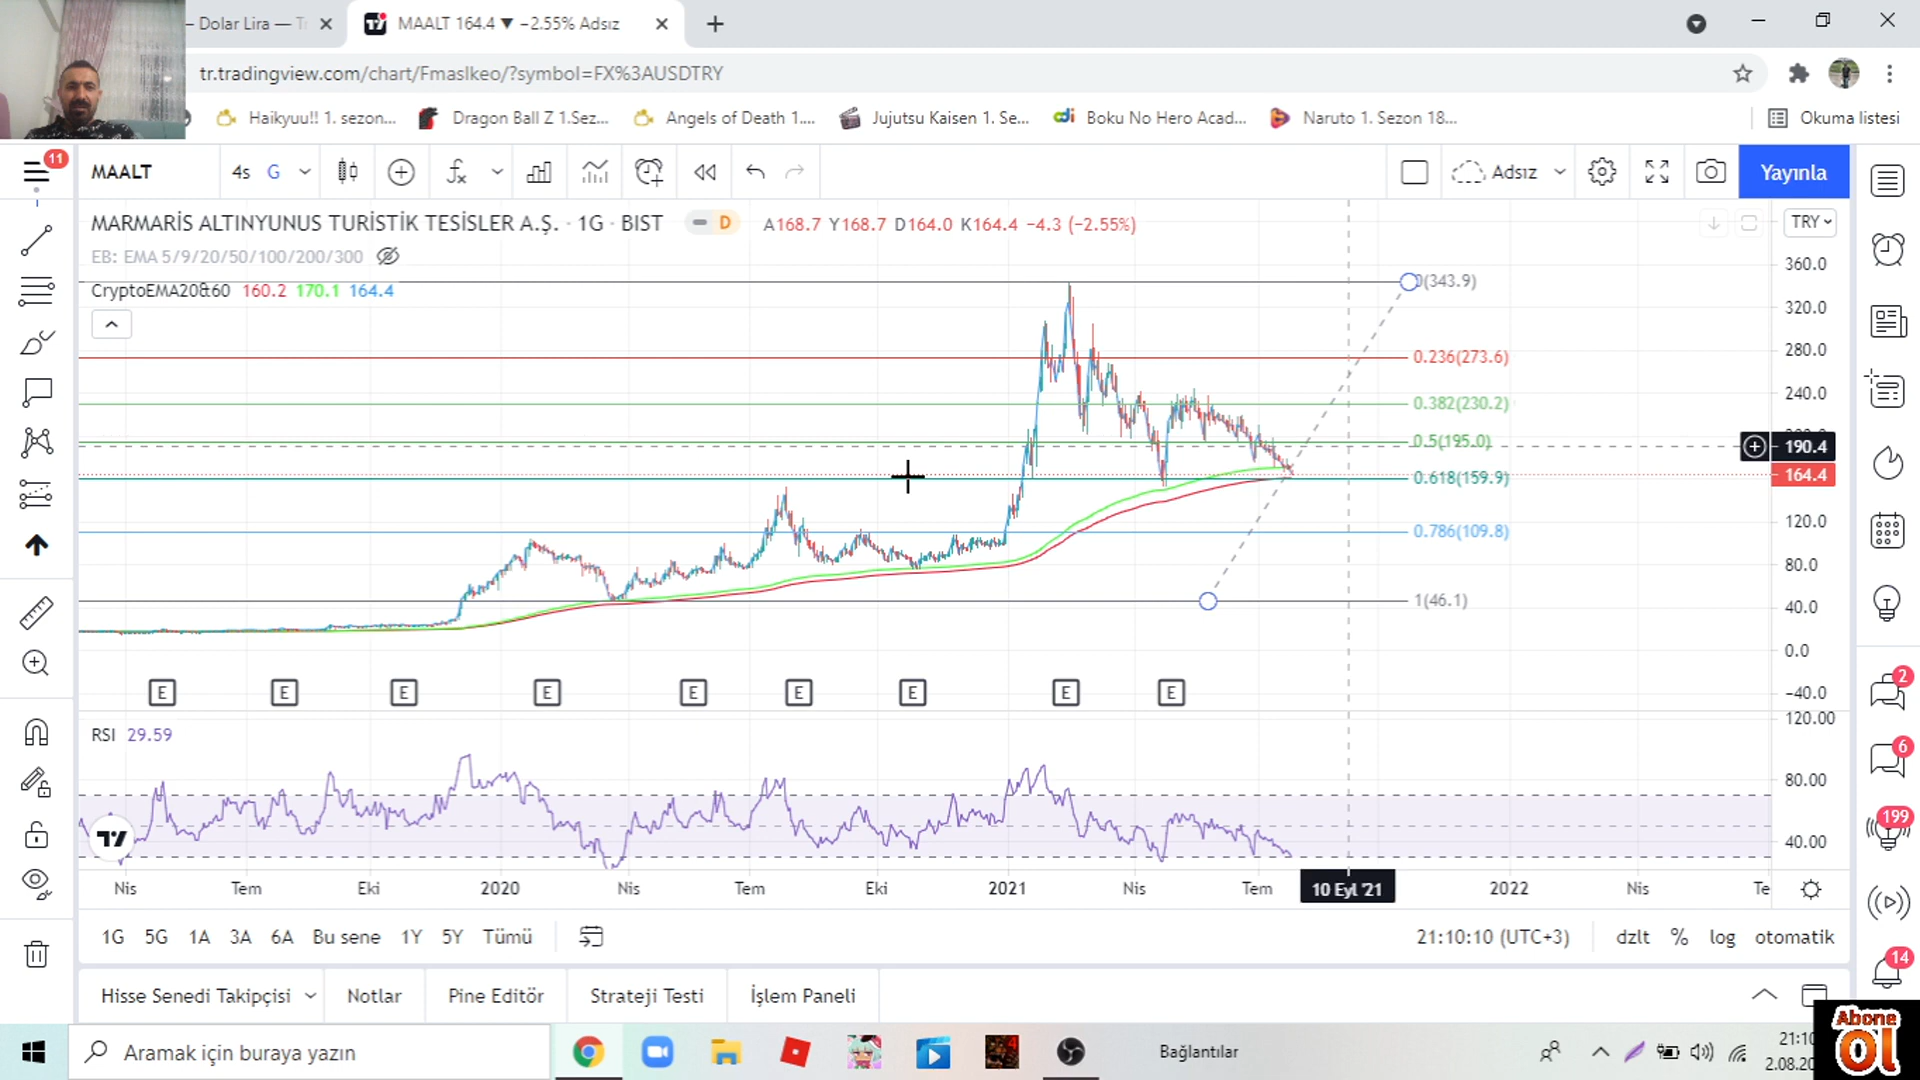 – Dolar Lira — T
MAALT 164.4 ▼ −2.55% Adsız
tr.tradingview.com/chart/Fmaslkeo/?symbol=FX%3AUSDTRY
Haikyuu!! 1. sezon...
Dragon Ball Z 1.Sez...
Angels of Death 1....
Jujutsu Kaisen 1. Se...
Boku No Hero Acad...
Naruto 1. Sezon 18...
Okuma listesi
11
MAALT
4s
G
Adsız
Yayınla
MARMARİS ALTINYUNUS TURİSTİK TESİSLER A.Ş. · 1G · BIST
D
A168.7 Y168.7 D164.0 K164.4 −4.3 (−2.55%)
TRY
EB: EMA 5/9/20/50/100/200/300
CryptoEMA20&60 160.2 170.1 164.4
0(343.9)
0.236(273.6)
0.382(230.2)
0.5(195.0)
0.618(159.9)
0.786(109.8)
1(46.1)
360.0
320.0
280.0
240.0
190.4
164.4
120.0
80.0
40.0
0.0
−40.0
E E E E E E E E E
RSI 29.59
120.00
80.00
40.00
Nis Tem Eki 2020 Nis Tem Eki 2021 Nis Tem 10 Eyl '21 2022 Nis Te
1G 5G 1A 3A 6A Bu sene 1Y 5Y Tümü
21:10:10 (UTC+3)
dzlt % log otomatik
Hisse Senedi Takipçisi
Notlar
Pine Editör
Strateji Testi
İşlem Paneli
2
6
199
14
Aramak için buraya yazın
Bağlantılar
21:10
2.08.20
Abone
Ol